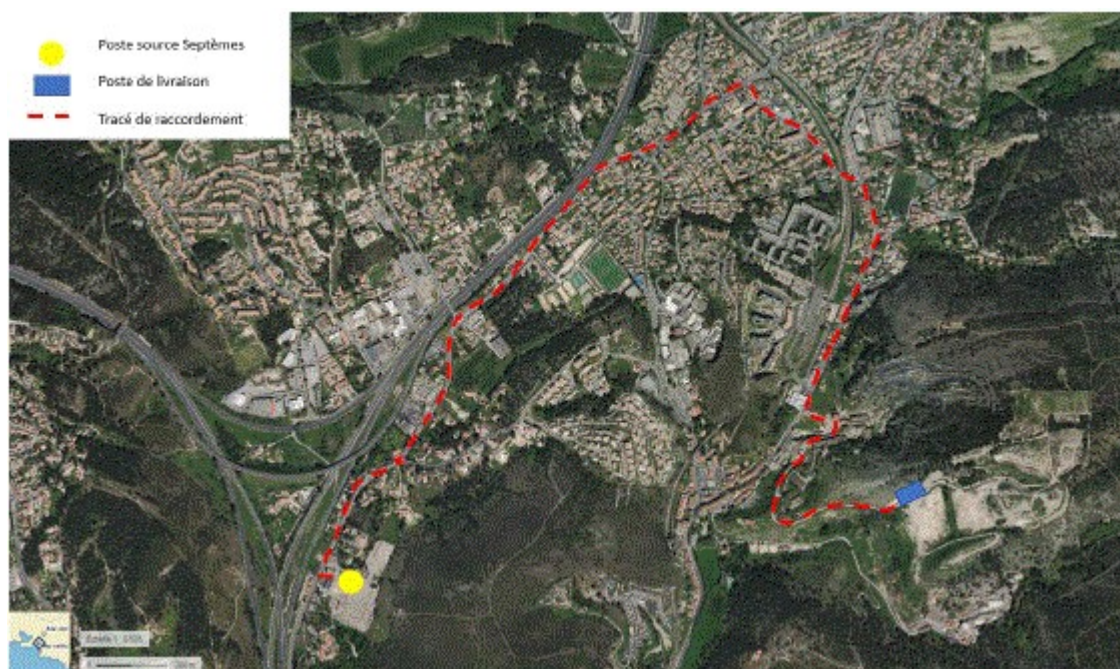 Poste source Septèmes
Poste de livraison
Tracé de raccordement